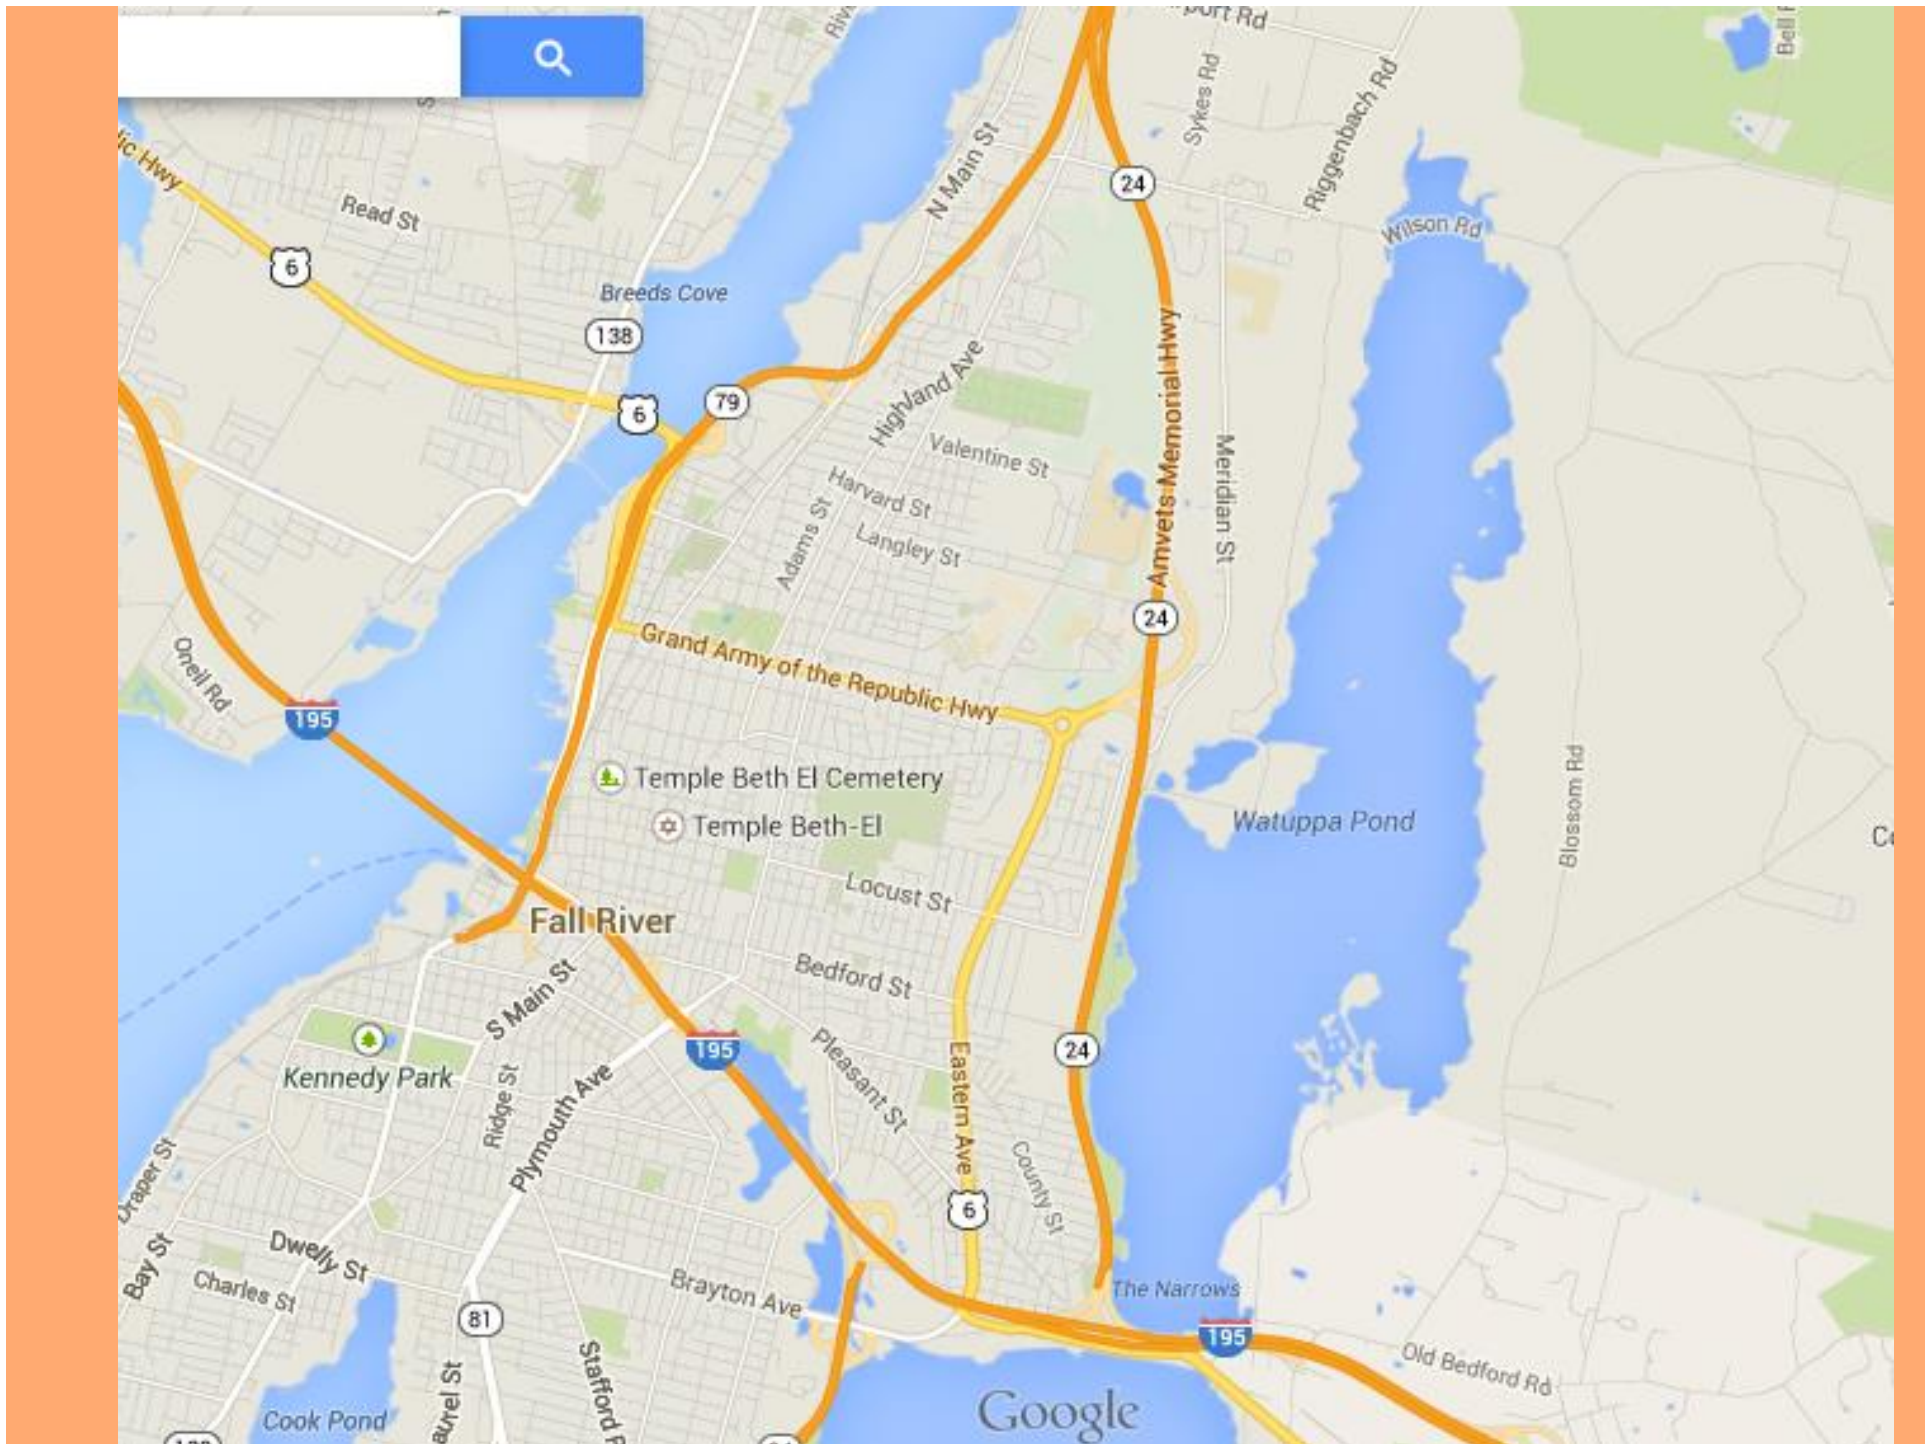 Sykes Rd
Riggenbach Rd
N Main St
24
lic Hwy
Read St
Wilson Rd
6
Breeds Cove
138
79
6
Highland Ave
Amvets Memorial Hwy
Meridian St
Valentine St
Harvard St
Adams St
Langley St
24
Oneil Rd
Grand Army of the Republic Hwy
195
Temple Beth El Cemetery
Temple Beth-El
Watuppa Pond
Blossom Rd
Locust St
Fall River
Bedford St
S Main St
Kennedy Park
Ridge St
Plymouth Ave
195
Pleasant St
Eastern Ave
24
County St
Draper St
Bay St
Dwelly St
Charles St
6
Brayton Ave
The Narrows
81
195
Old Bedford Rd
Stafford
aurel St
Cook Pond
Google